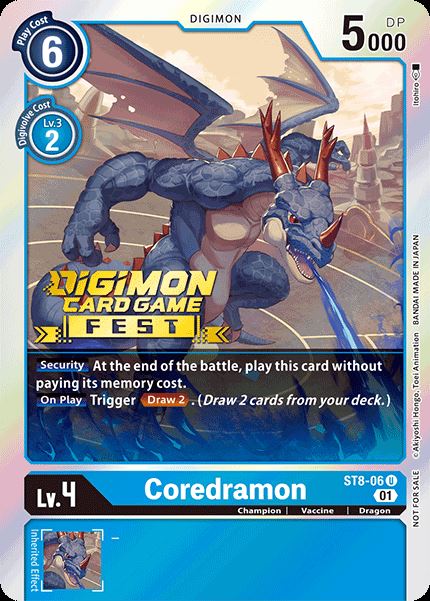 Play Cost
6
DIGIMON
DP
5000
Digivolve Cost
Lv.3
2
Itohiro
DIGIMON
CARD GAME
FEST
Security At the end of the battle, play this card without
paying its memory cost.
On Play Trigger Draw 2 . (Draw 2 cards from your deck.)
©Akiyoshi Hongo, Toei Animation BANDAI MADE IN JAPAN
NOT FOR SALE
Lv.4
Coredramon
ST8-06 U
01
Champion | Vaccine | Dragon
Inherited Effect
–